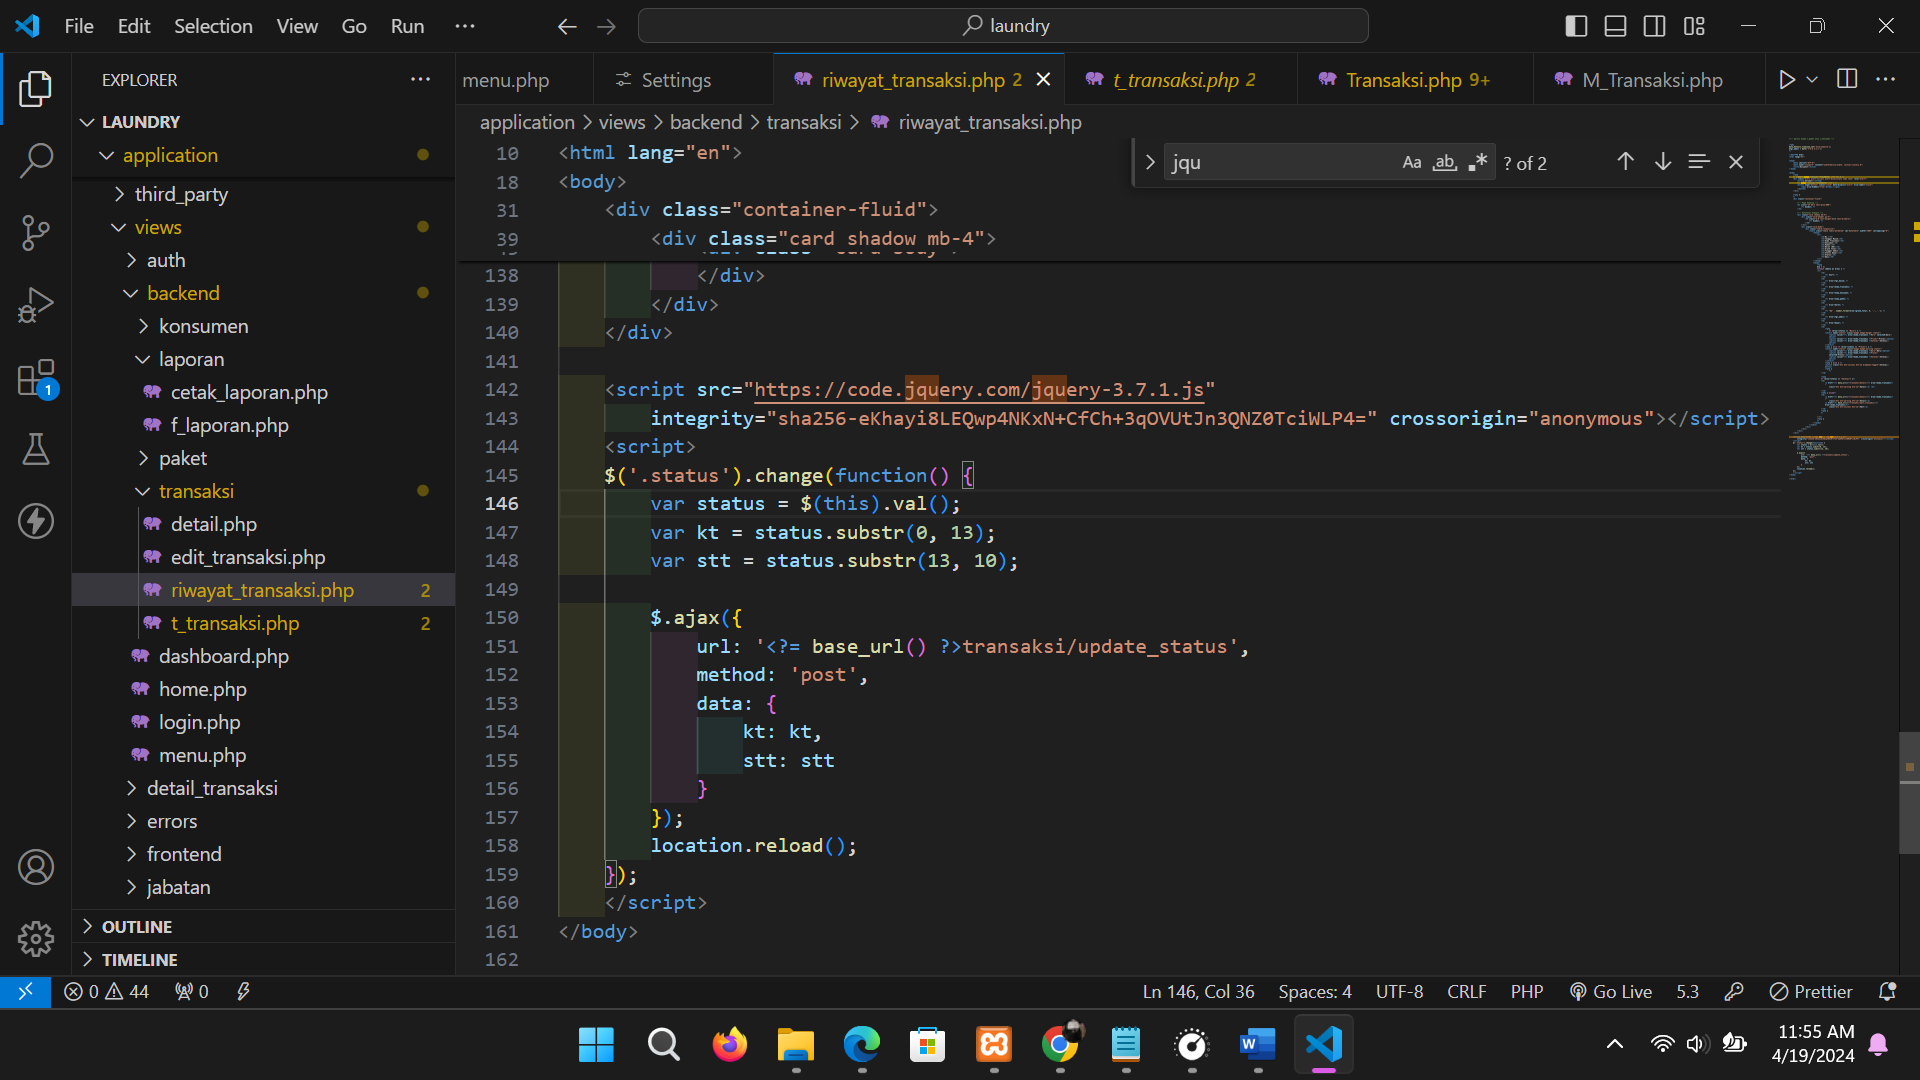 File Edit Selection View Go Run ... laundry
EXPLORER
menu.php Settings riwayat_transaksi.php 2 t_transaksi.php 2 Transaksi.php 9+ M_Transaksi.php
application > views > backend > transaksi > riwayat_transaksi.php
jqu Aa ab ? of 2
LAUNDRY
application
third_party
views
auth
backend
konsumen
laporan
cetak_laporan.php
f_laporan.php
paket
transaksi
detail.php
edit_transaksi.php
riwayat_transaksi.php 2
t_transaksi.php 2
dashboard.php
home.php
login.php
menu.php
detail_transaksi
errors
frontend
jabatan
OUTLINE
TIMELINE
10 <html lang="en">
18 <body>
31 <div class="container-fluid">
39 <div class="card shadow mb-4">
138 </div>
139 </div>
140 </div>
141
142 <script src="https://code.jquery.com/jquery-3.7.1.js"
143 integrity="sha256-eKhayi8LEQwp4NKxN+CfCh+3qOVUtJn3QNZ0TciWLP4=" crossorigin="anonymous"></script>
144 <script>
145 $('.status').change(function() {
146 var status = $(this).val();
147 var kt = status.substr(0, 13);
148 var stt = status.substr(13, 10);
149
150 $.ajax({
151 url: '<?= base_url() ?>transaksi/update_status',
152 method: 'post',
153 data: {
154 kt: kt,
155 stt: stt
156 }
157 });
158 location.reload();
159 });
160 </script>
161 </body>
162
1
0 44 0 Ln 146, Col 36 Spaces: 4 UTF-8 CRLF PHP Go Live 5.3 Prettier
11:55 AM
4/19/2024